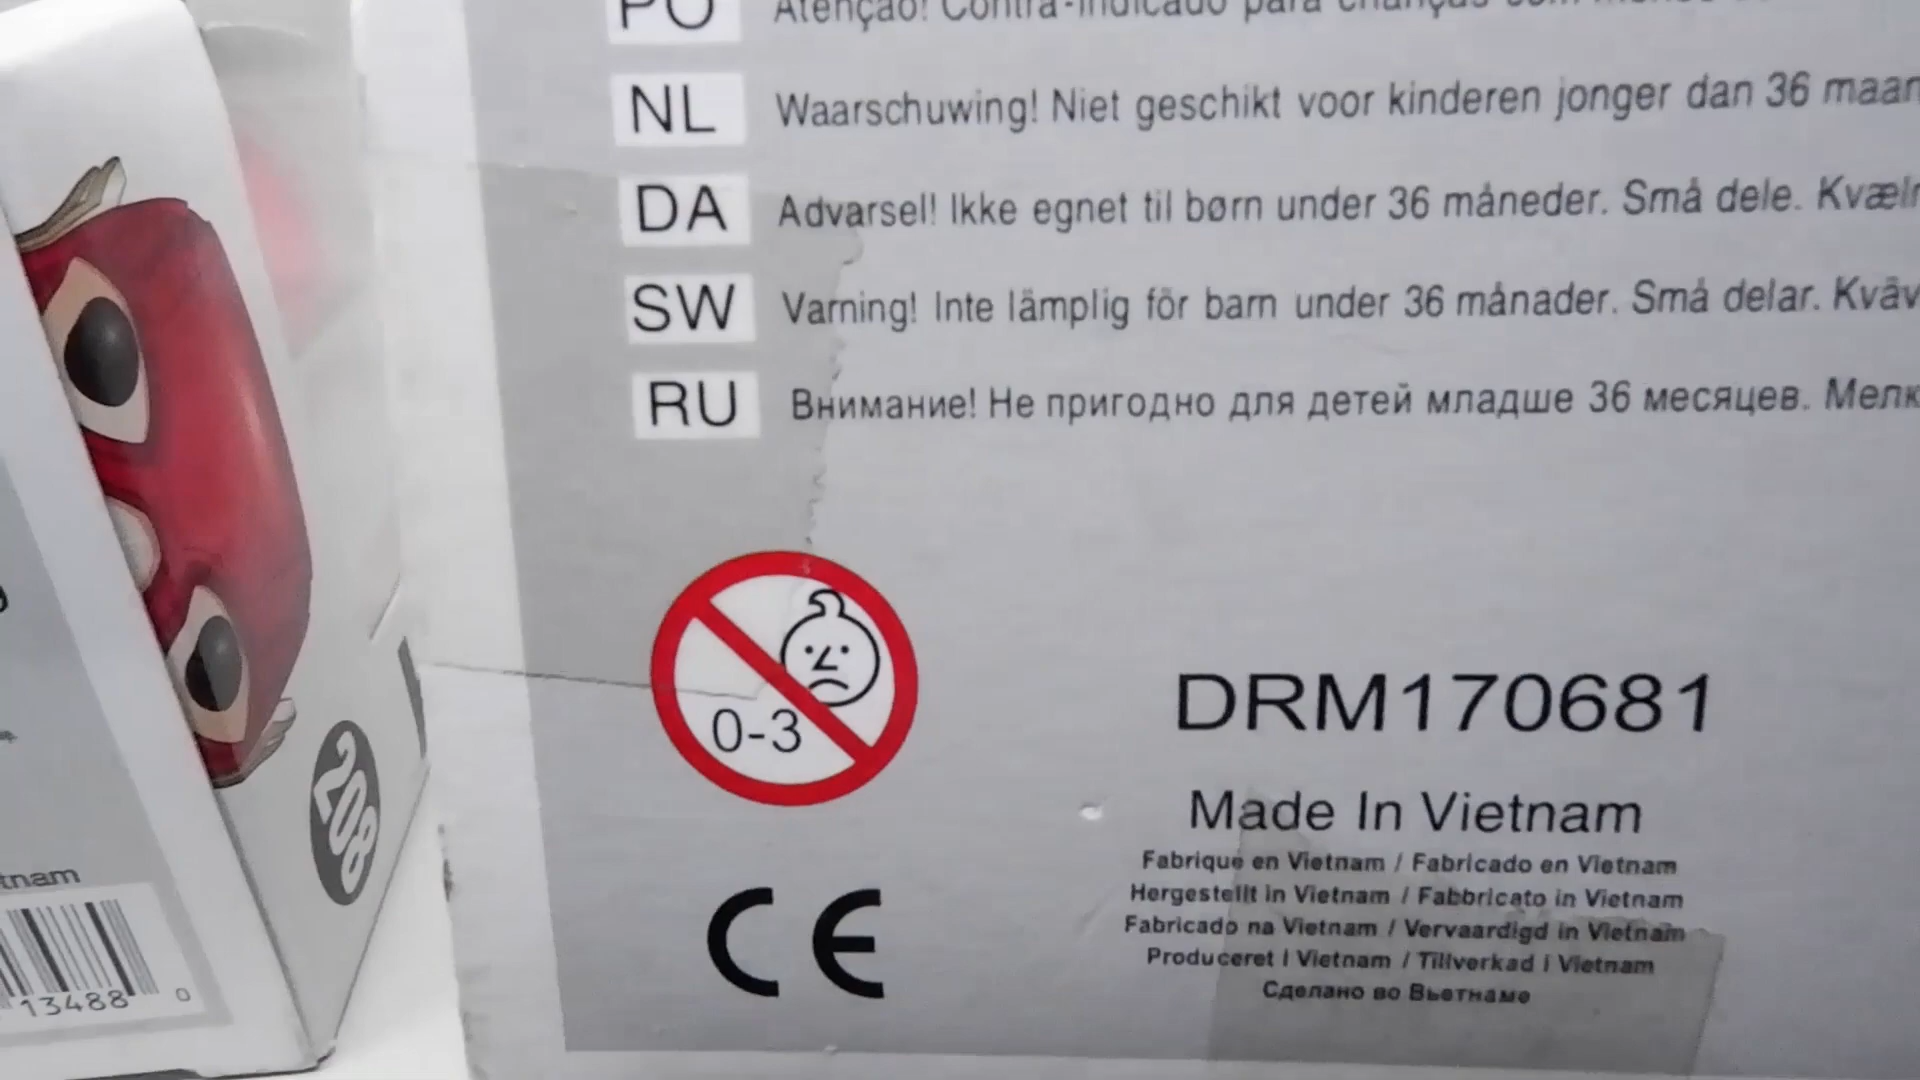 PO Atenção! Contra-indicado para crianças com menos
NL Waarschuwing! Niet geschikt voor kinderen jonger dan 36 maan
DA Advarsel! Ikke egnet til børn under 36 måneder. Små dele. Kvæln
SW Varning! Inte lämplig för barn under 36 månader. Små delar. Kväv
RU Внимание! Не пригодно для детей младше 36 месяцев. Мелк
0-3
DRM170681
Made In Vietnam
Fabrique en Vietnam / Fabricado en Vietnam
Hergestellt in Vietnam / Fabbricato in Vietnam
Fabricado na Vietnam / Vervaardigd in Vietnam
Produceret i Vietnam / Tillverkad i Vietnam
Сделано во Вьетнаме
CE
208
tnam
13488 0